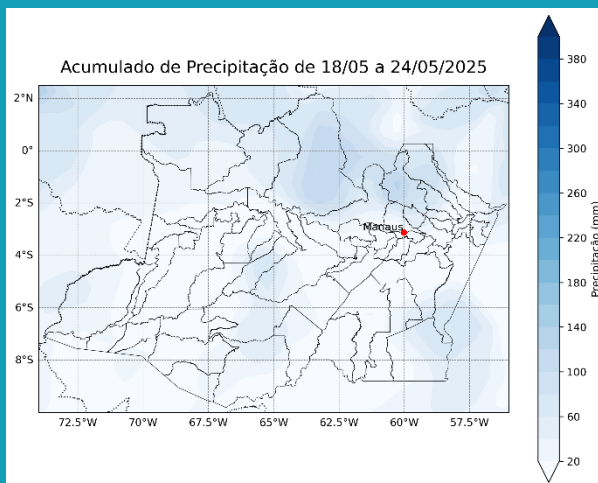 Acumulado de Precipitação de 18/05 a 24/05/2025
2°N
0°
2°S
4°S
6°S
8°S
72.5°W 70°W 67.5°W 65°W 62.5°W 60°W 57.5°W
Manaus
380
340
300
260
220
180
140
100
60
20
Precipitação (mm)